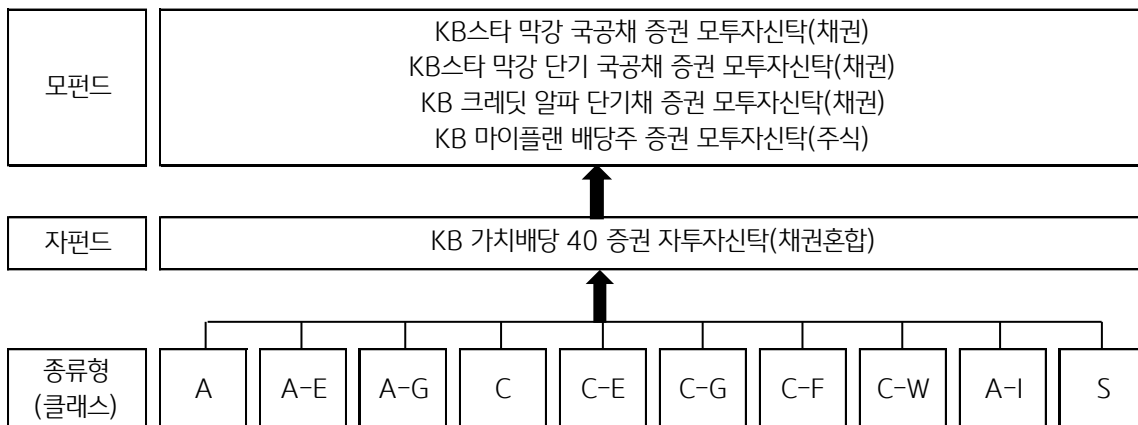 모펀드
KB스타 막강 국공채 증권 모투자신탁(채권)
KB스타 막강 단기 국공채 증권 모투자신탁(채권)
KB 크레딧 알파 단기채 증권 모투자신탁(채권)
KB 마이플랜 배당주 증권 모투자신탁(주식)
자펀드
KB 가치배당 40 증권 자투자신탁(채권혼합)
종류형
(클래스)
A
A-E
A-G
C
C-E
C-G
C-F
C-W
A-I
S